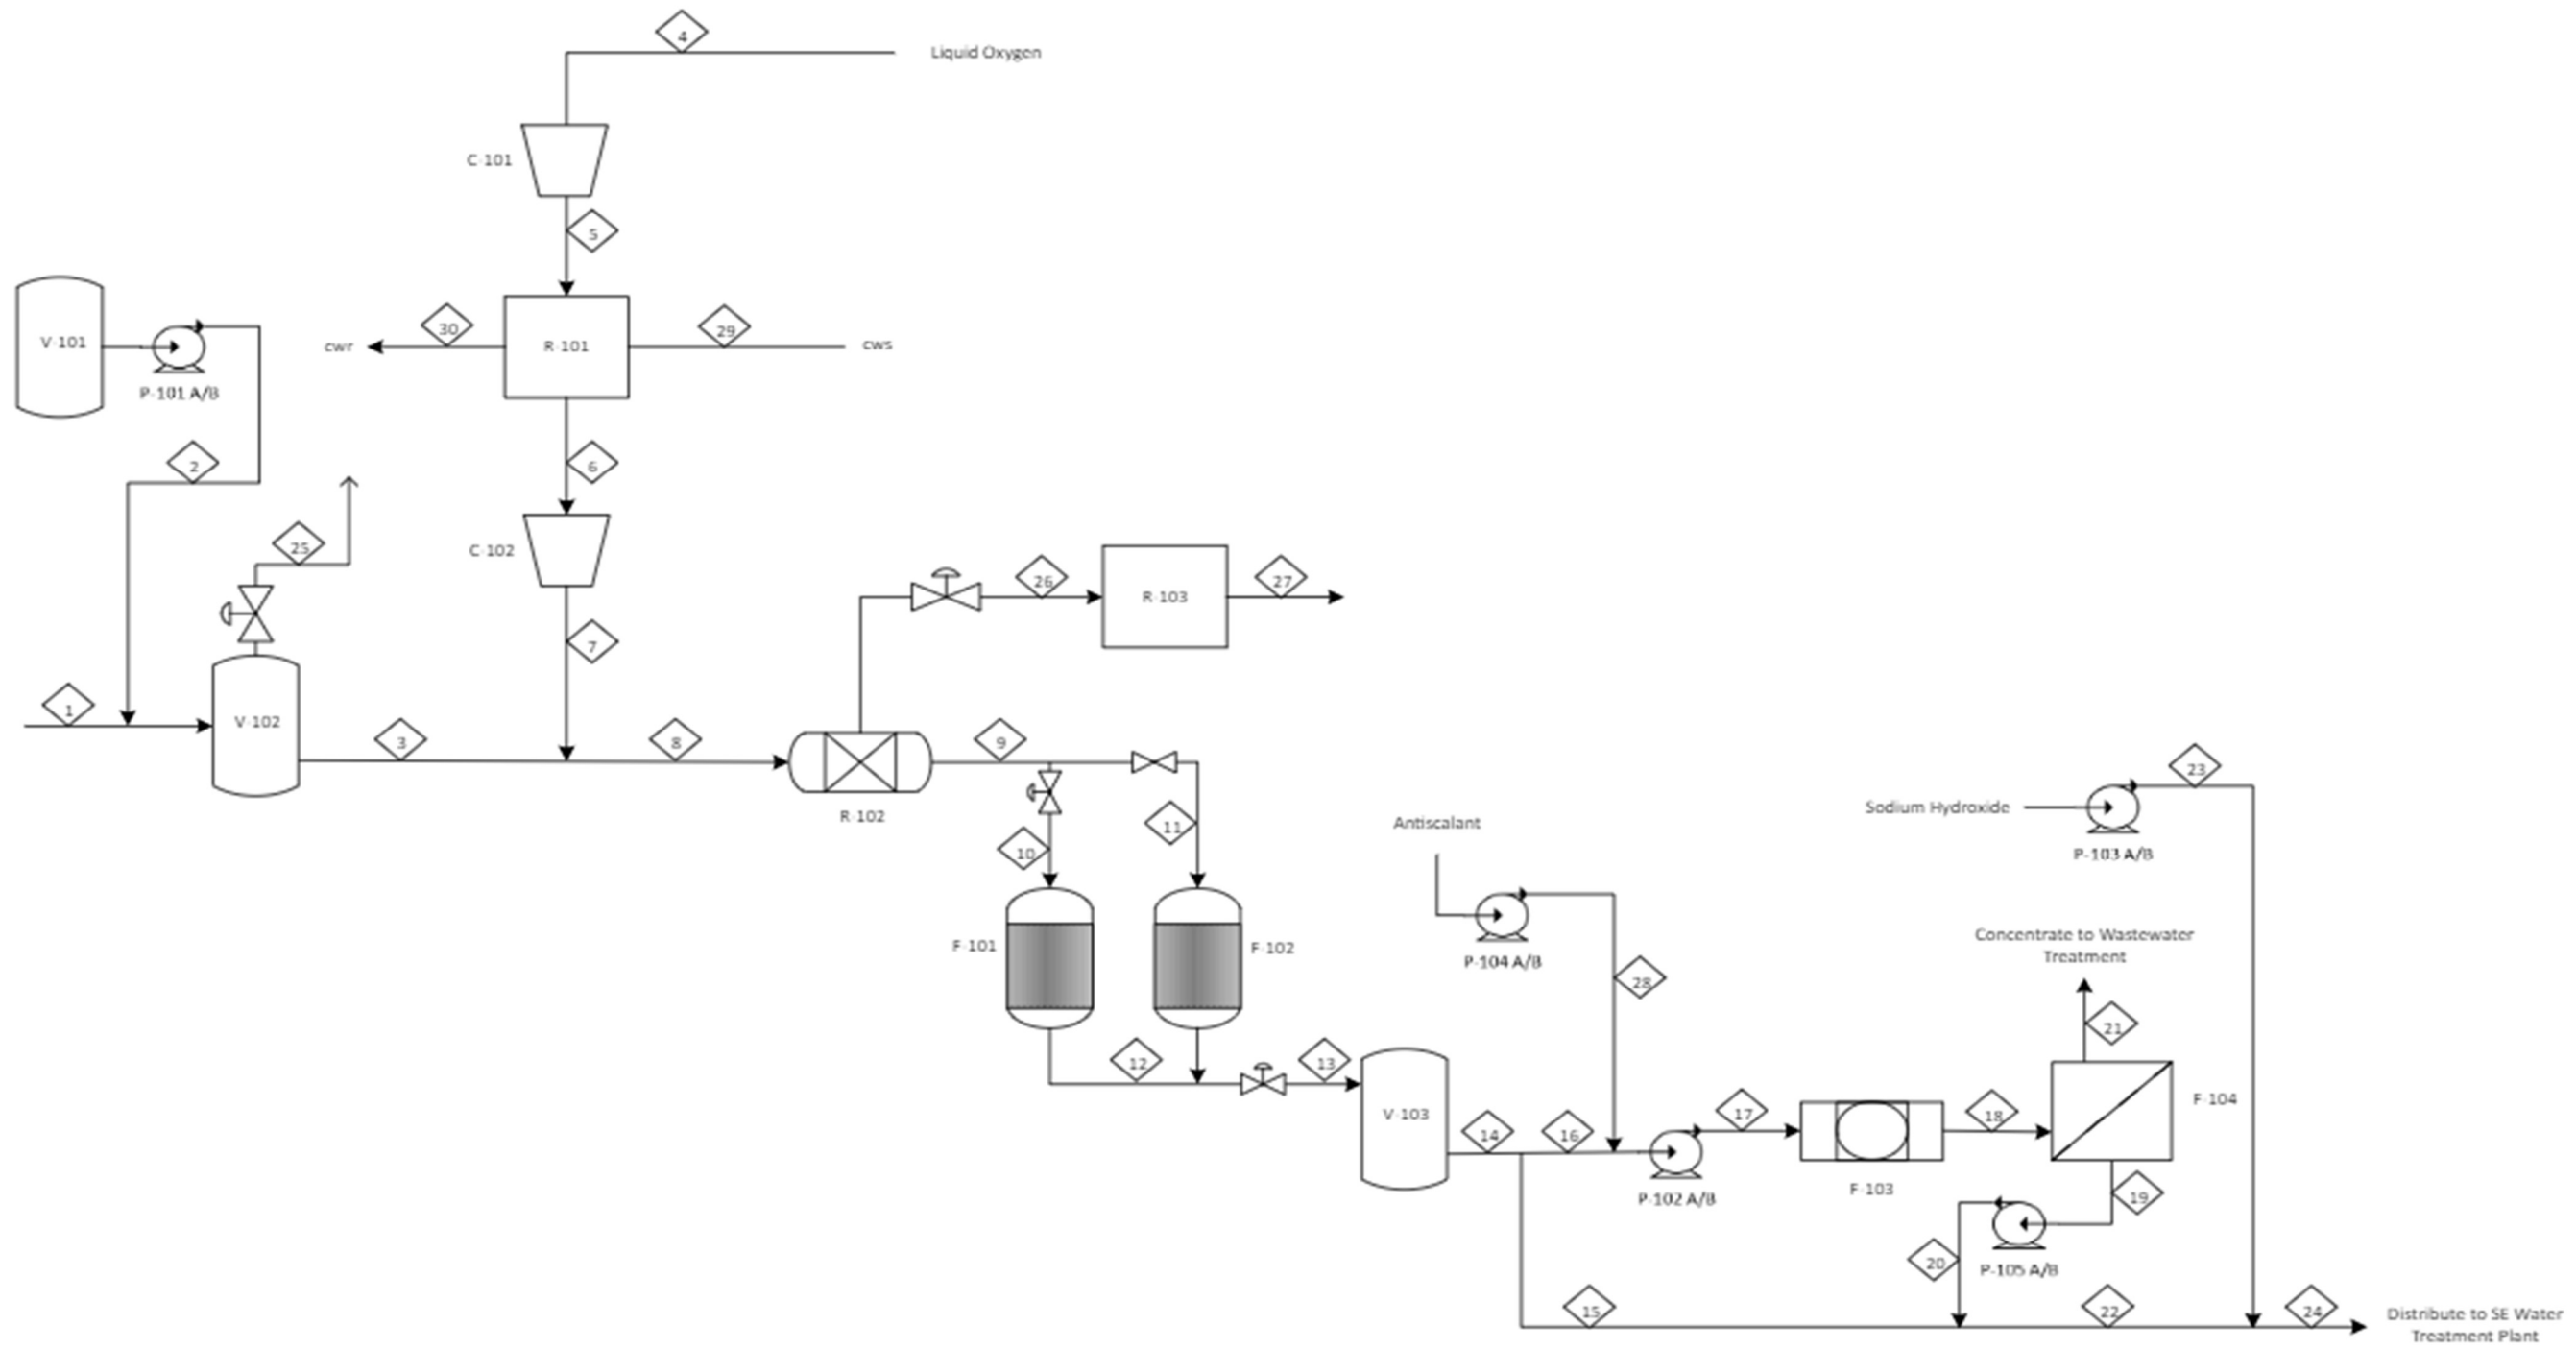 4
Liquid Oxygen
C-101
5
V-101
P-101 A/B
30
cwr
R-101
29
cws
2
6
25
C-102
26
R-103
27
7
1
V-102
3
8
9
R-102
10
11
Antiscalant
23
Sodium Hydroxide
P-103 A/B
F-101
F-102
P-104 A/B
28
Concentrate to Wastewater
Treatment
21
12
13
V-103
14
16
17
18
F-104
P-102 A/B
F-103
19
20
P-105 A/B
15
22
24
Distribute to SE Water
Treatment Plant